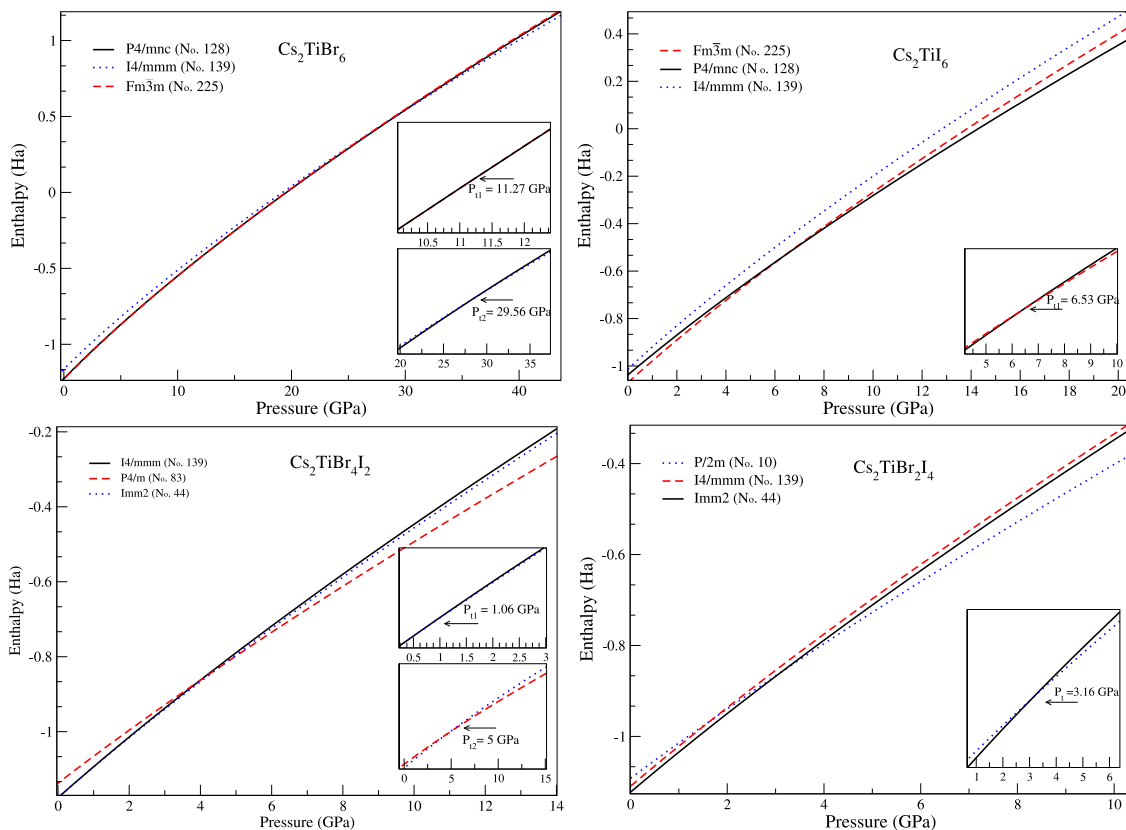 Cs2TiBr6
P4/mnc (No. 128)
I4/mmm (No. 139)
Fm3̅m (No. 225)
Enthalpy (Ha)
1
0.5
0
-0.5
-1
Pt1 = 11.27 GPa
10.5 11 11.5 12
Pt2 = 29.56 GPa
20 25 30 35
0 10 20 30 40
Pressure (GPa)
Cs2TiI6
Fm3̅m (No. 225)
P4/mnc (No. 128)
I4/mmm (No. 139)
Enthalpy (Ha)
0.4
0.2
0
-0.2
-0.4
-0.6
-0.8
-1
Pt1 = 6.53 GPa
5 6 7 8 9 10
0 2 4 6 8 10 12 14 16 18 20
Pressure (GPa)
Cs2TiBr4I2
I4/mmm (No. 139)
P4/m (No. 83)
Imm2 (No. 44)
Enthalpy (Ha)
-0.2
-0.4
-0.6
-0.8
-1
Pt1 = 1.06 GPa
0.5 1 1.5 2 2.5 3
Pt2= 5 GPa
0 5 10 15
0 2 4 6 8 10 12 14
Pressure (GPa)
Cs2TiBr2I4
P/2m (No. 10)
I4/mmm (No. 139)
Imm2 (No. 44)
Enthalpy (Ha)
-0.4
-0.6
-0.8
-1
Pt =3.16 GPa
1 2 3 4 5 6
0 2 4 6 8 10
Pressure (GPa)